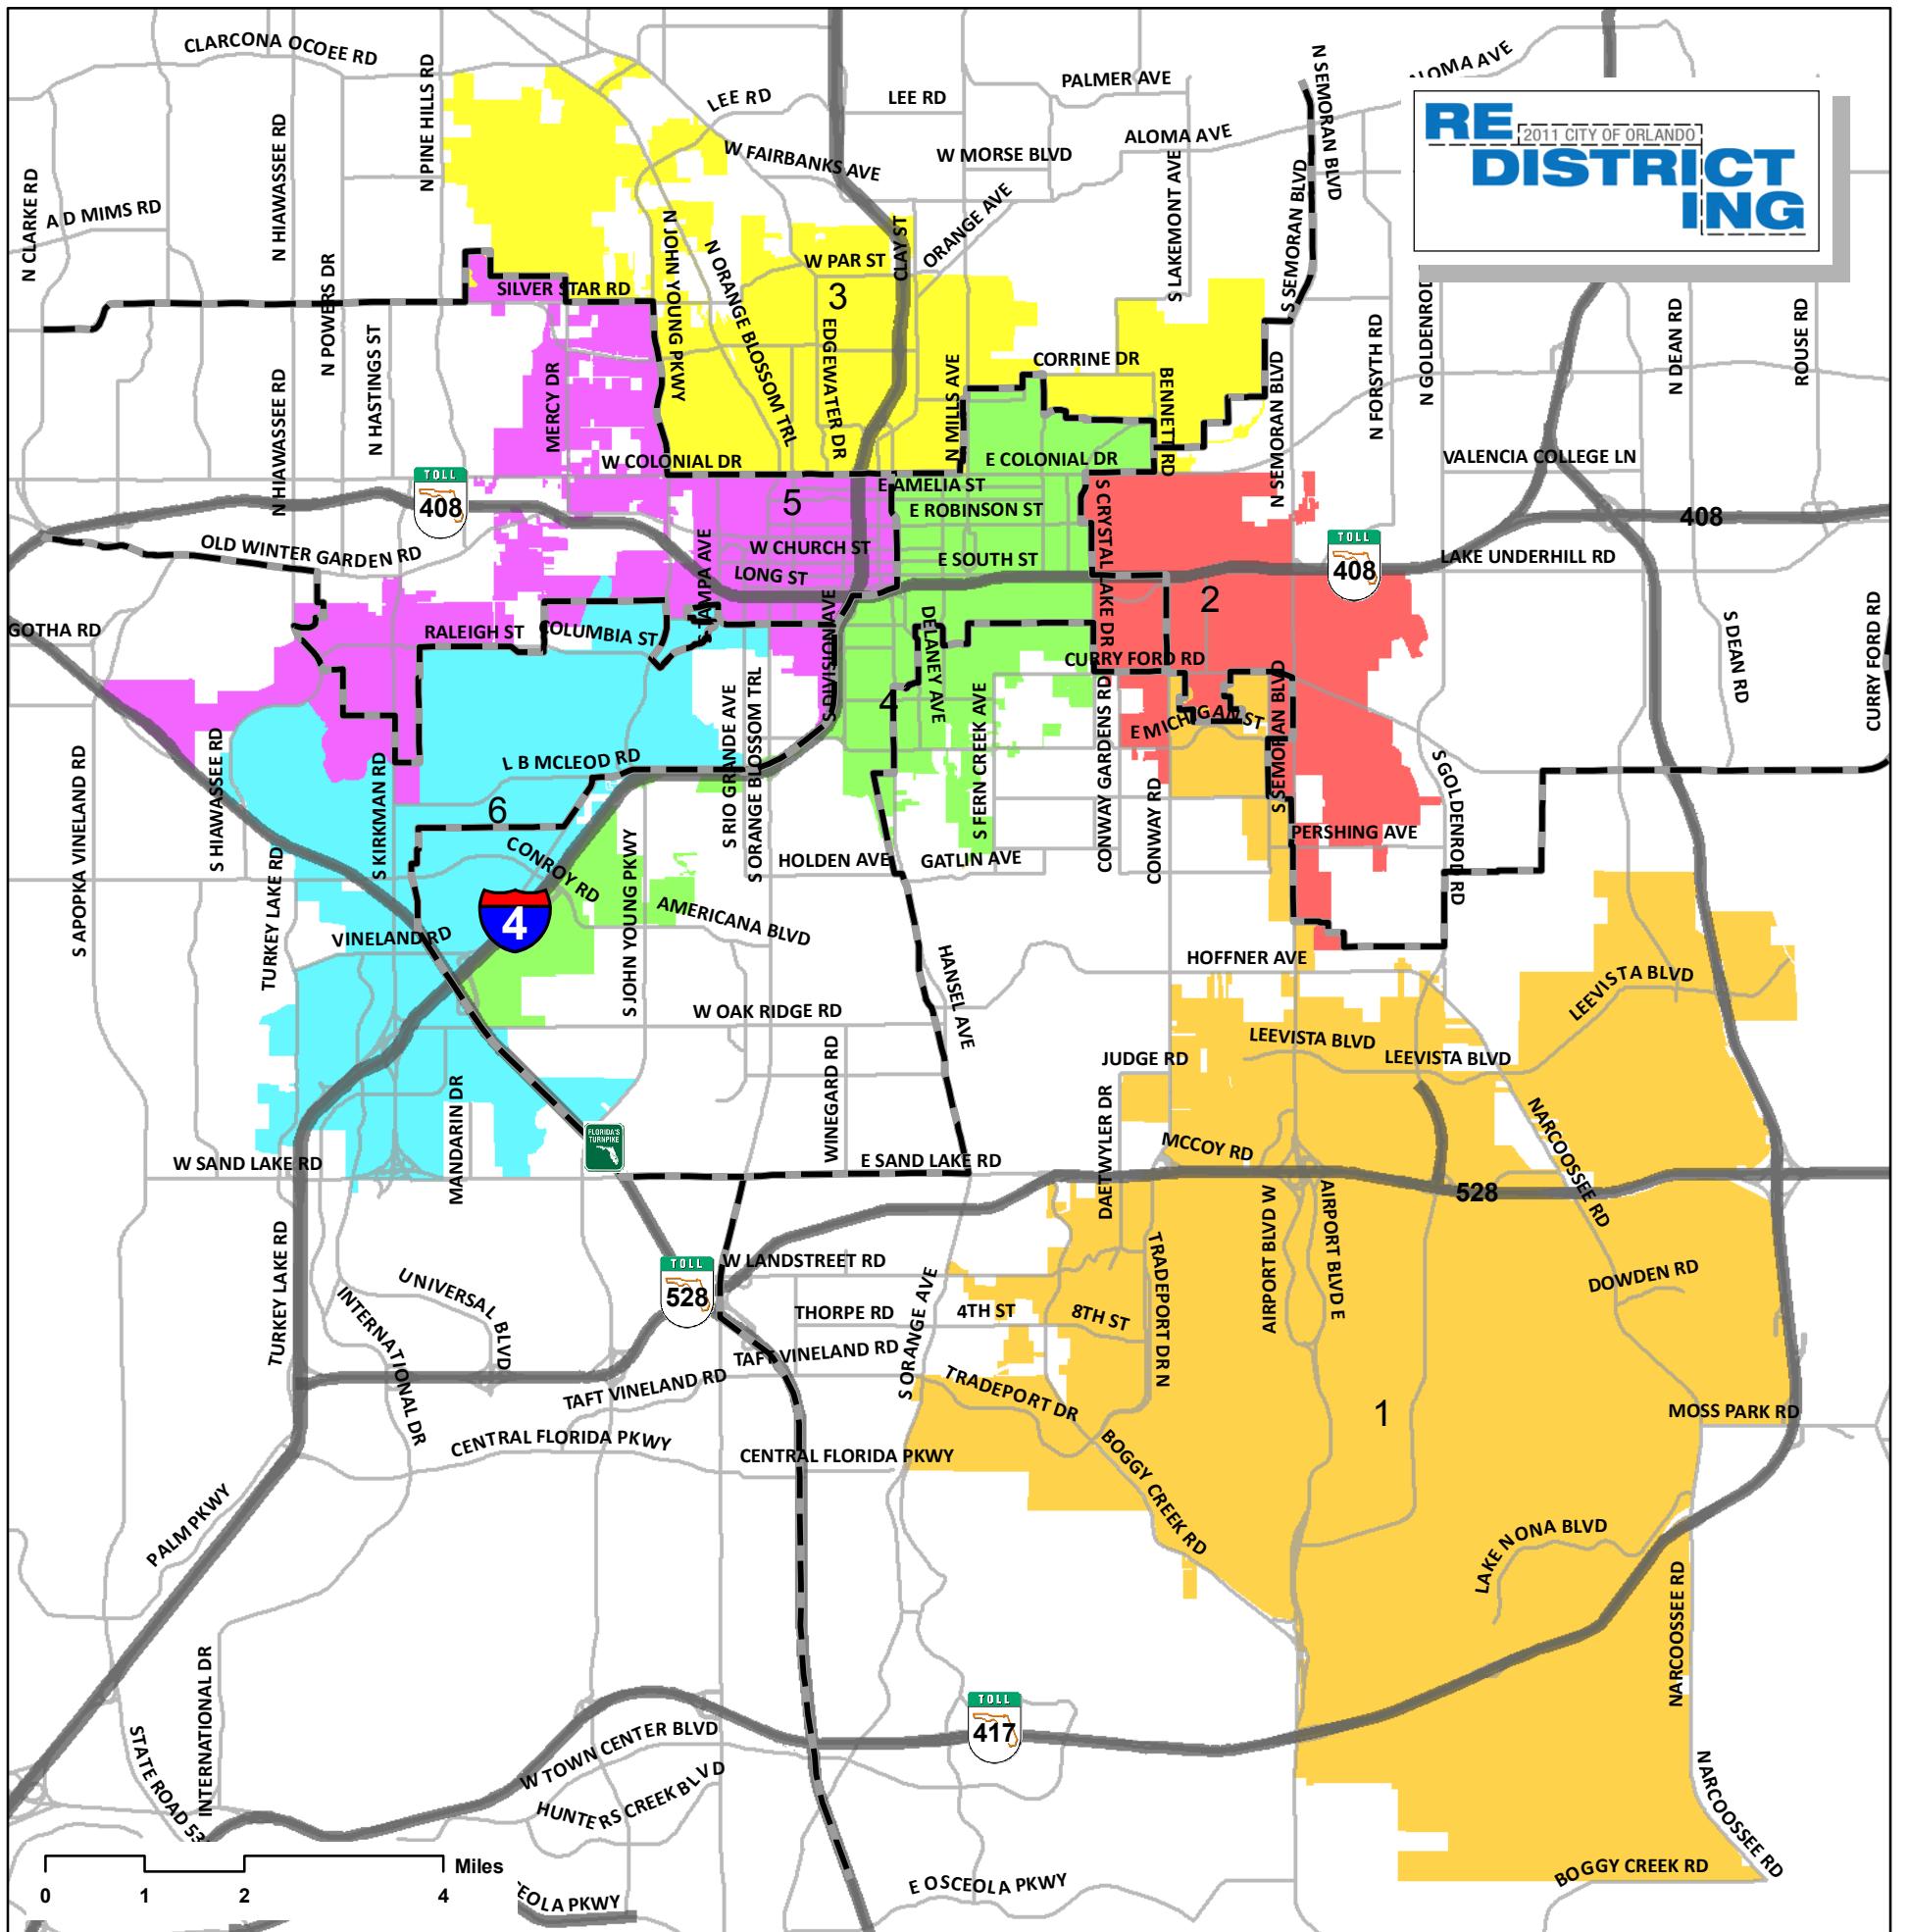 CLARCONA OCOEE RD
N PINE HILLS RD
LEE RD
LEE RD
PALMER AVE
N SEMORAN BLVD
ALOMA AVE
RE
2011 CITY OF ORLANDO
DISTRICT
ING
N CLARKE RD
A D MIMS RD
N HIAWASSEE RD
W FAIRBANKS AVE
W MORSE BLVD
ALOMA AVE
S LAKEMONT AVE
S SEMORAN BLVD
N POWERS DR
N JOHN YOUNG PKWY
N ORANGE BLOSSOM TRL
W PAR ST
CLAY ST
ORANGE AVE
SILVER STAR RD
3
EDGEWATER DR
N HASTINGS ST
N HIAWASSEE RD
MERCY DR
N MILLS AVE
CORRINE DR
BENNETT RD
N SEMORAN BLVD
N FORSYTH RD
N GOLDENROD
N DEAN RD
ROUSE RD
W COLONIAL DR
E COLONIAL DR
VALENCIA COLLEGE LN
TOLL
408
5
E AMELIA ST
E ROBINSON ST
S CRYSTAL LAKE DR
408
OLD WINTER GARDEN RD
S TAMPA AVE
W CHURCH ST
E SOUTH ST
LONG ST
TOLL
408
LAKE UNDERHILL RD
2
GOTHA RD
RALEIGH ST
COLUMBIA ST
S DIVISION AVE
DELANEY AVE
CURRY FORD RD
S DEAN RD
CURRY FORD RD
4
S RIO GRANDE AVE
S ORANGE BLOSSOM TRL
S FERN CREEK AVE
CONWAY GARDENS RD
E MICHIGAN ST
S SEMORAN BLVD
S SEMORAN BLVD
S APOPKA VINELAND RD
S HIAWASSEE RD
S KIRKMAN RD
L B MCLEOD RD
6
CONWAY RD
S GOLDENROD RD
PERSHING AVE
TURKEY LAKE RD
CONROY RD
HOLDEN AVE
GATLIN AVE
4
S JOHN YOUNG PKWY
AMERICANA BLVD
VINELAND RD
HANSEL AVE
HOFFNER AVE
LEEVISTA BLVD
W OAK RIDGE RD
WINEGARD RD
LEEVISTA BLVD
LEEVISTA BLVD
JUDGE RD
MANDARIN DR
DAETWYLER DR
NARCOOSSEE RD
FLORIDA'S
TURNPIKE
W SAND LAKE RD
E SAND LAKE RD
MCCOY RD
528
AIRPORT BLVD W
AIRPORT BLVD E
TURKEY LAKE RD
UNIVERSAL BLVD
INTERNATIONAL DR
TOLL
528
W LANDSTREET RD
TRADEPORT DR N
DOWDEN RD
THORPE RD
4TH ST
8TH ST
S ORANGE AVE
TAFT VINELAND RD
TAFT VINELAND RD
TRADEPORT DR
1
MOSS PARK RD
CENTRAL FLORIDA PKWY
CENTRAL FLORIDA PKWY
BOGGY CREEK RD
PALM PKWY
LAKE NONA BLVD
NARCOOSSEE RD
INTERNATIONAL DR
TOLL
417
STATE ROAD 53
W TOWN CENTER BLVD
HUNTERS CREEK BLVD
NARCOOSSEE RD
BOGGY CREEK RD
E OSCEOLA PKWY
EOLA PKWY
Miles
0 1 2 4